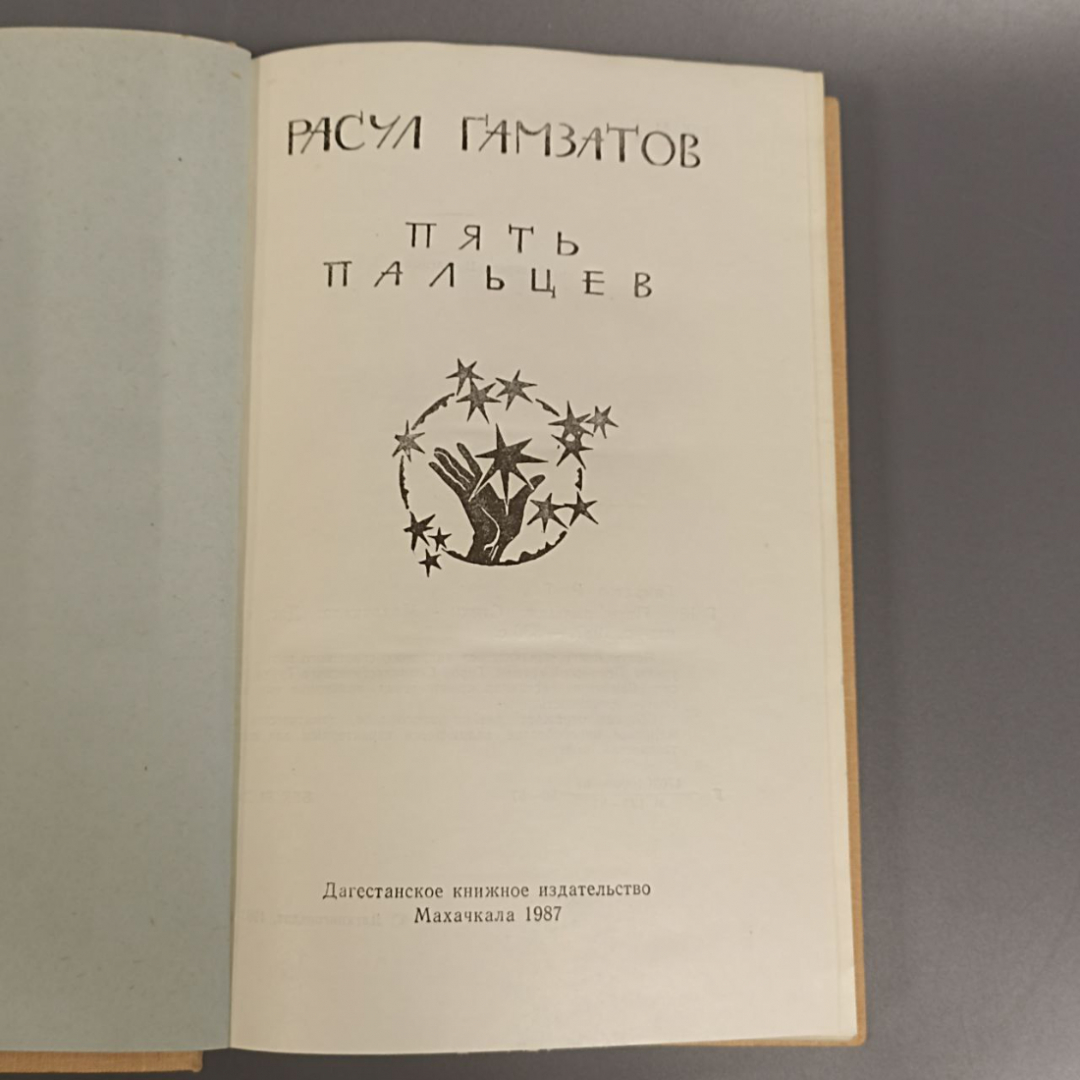 РАСУЛ ГАМЗАТОВ
ПЯТЬ
ПАЛЬЦЕВ
Дагестанское книжное издательство
Махачкала 1987